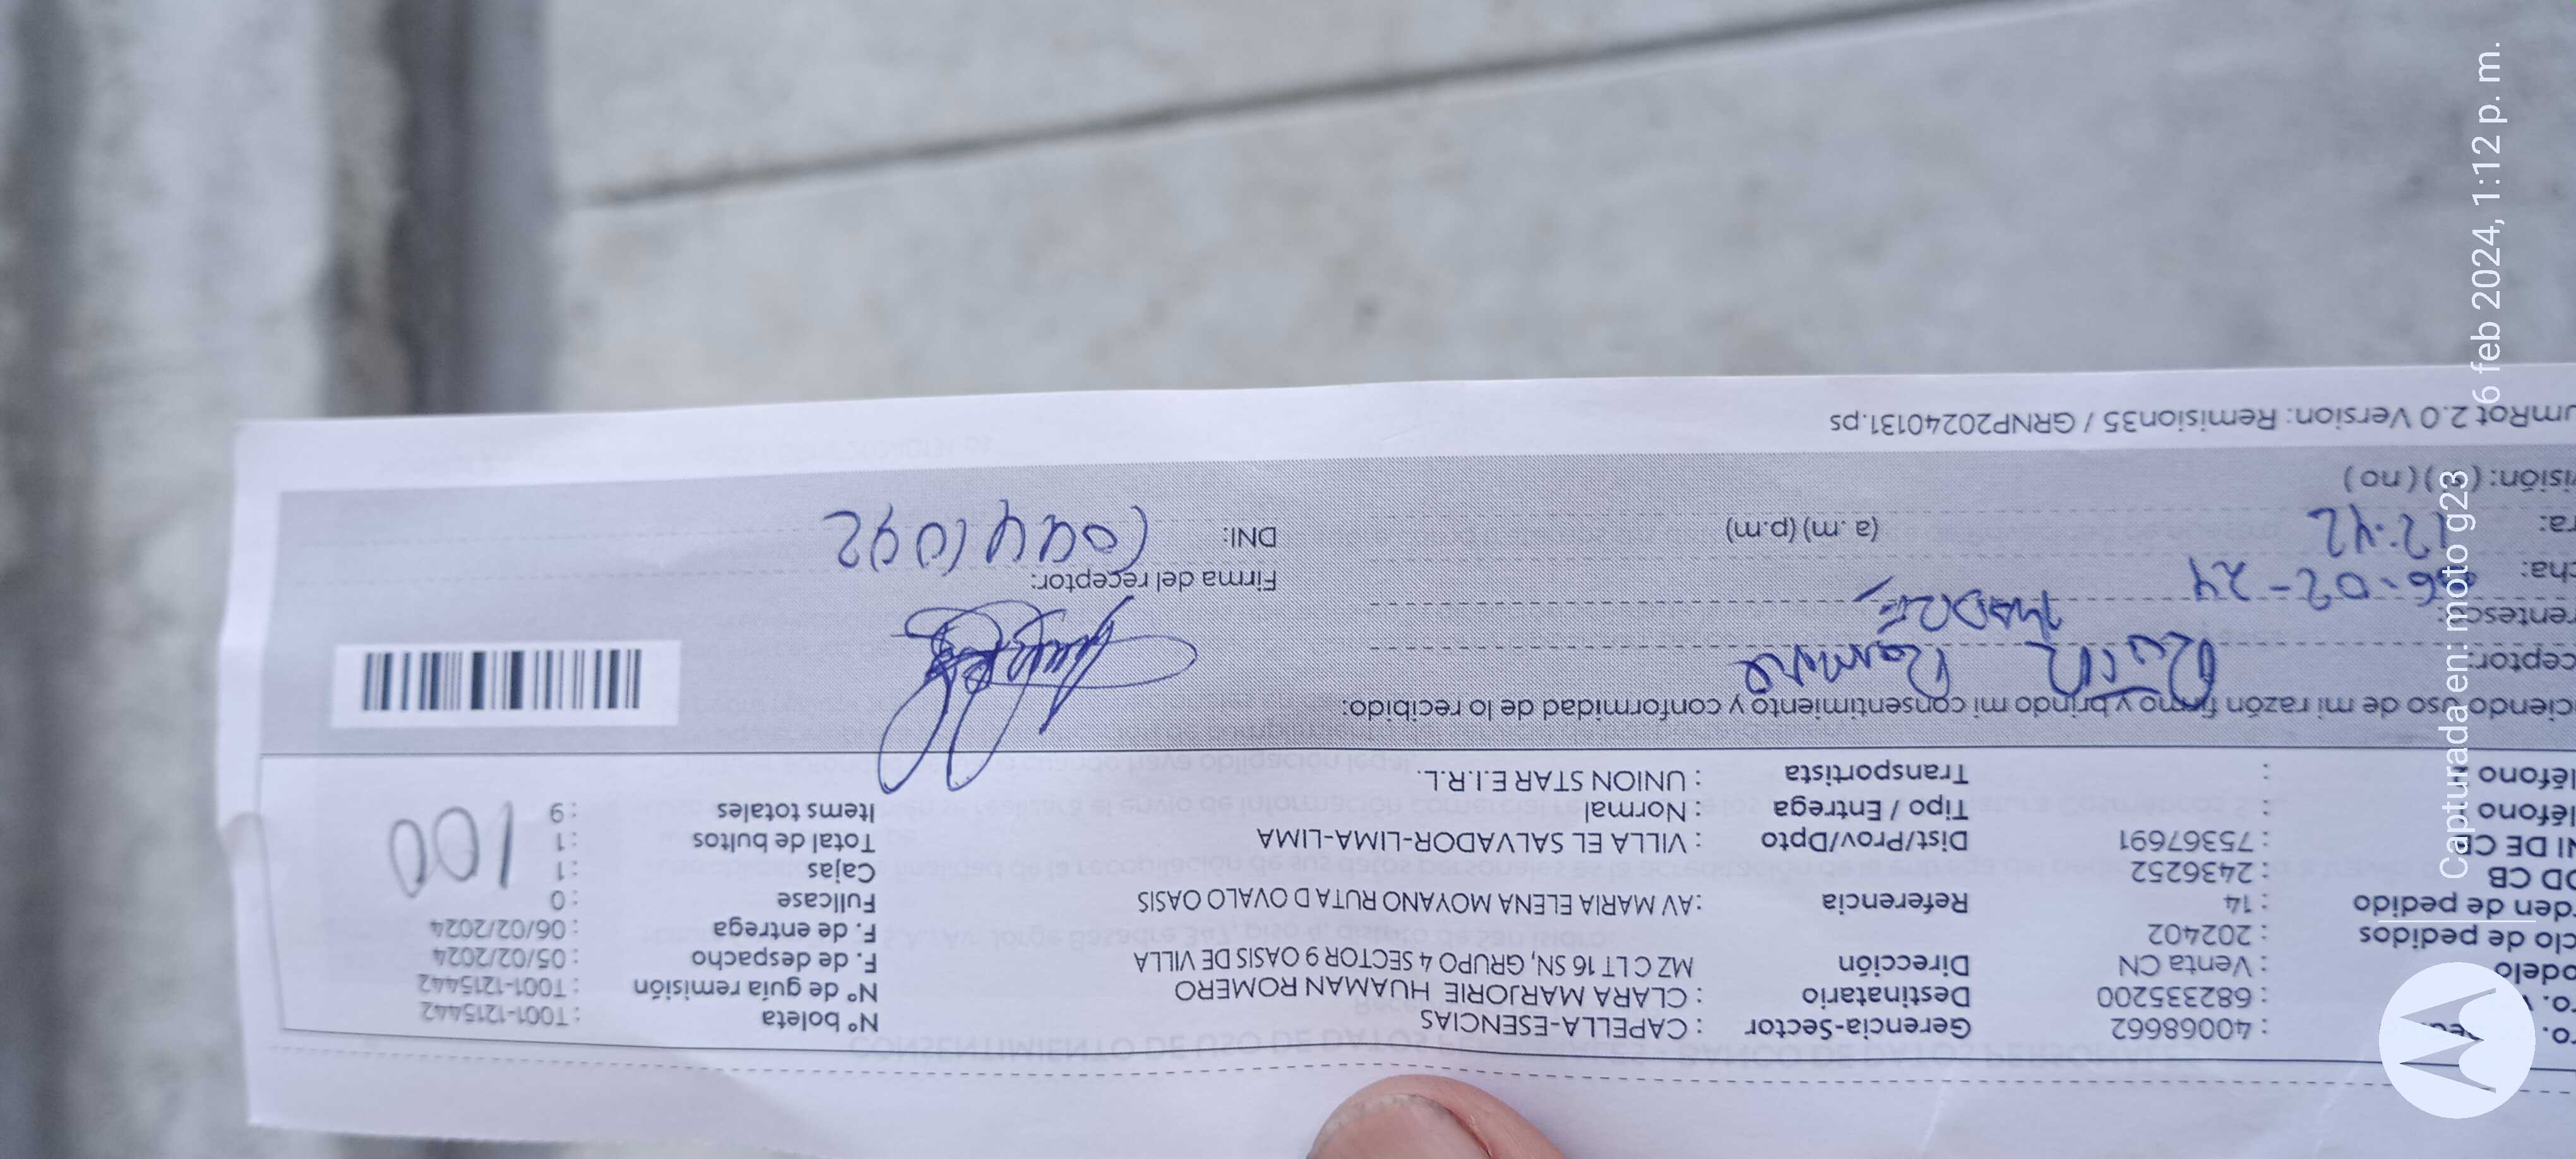 ro. : 40068662 Gerencia-Sector : CAPELLA-ESENCIAS Nº boleta : T001-1215442
ro. : 682335200 Destinatario : CLARA MARJORIE HUAMAN ROMERO Nº de guía remisión : T001-1215442
odelo : Venta CN Dirección MZ C LT 16 SN, GRUPO 4 SECTOR 9 OASIS DE VILLA F. de despacho : 05/02/2024
clo de pedidos : 202402 F. de entrega : 06/02/2024
rden de pedido : 14 Referencia : AV MARIA ELENA MOYANO RUTA D OVALO OASIS Fullcase : 0
OD CB : 2436252 Cajas : 1
NI DE CB : 75367691 Dist/Prov/Dpto : VILLA EL SALVADOR-LIMA-LIMA Total de bultos : 1
léfono : Tipo / Entrega : Normal Items totales : 9
léfono : Transportista : UNION STAR E.I.R.L.
100
ciendo uso de mi razón firmo y brindo mi consentimiento y conformidad de lo recibido:
ceptor: Ruth
rentesco: MADRE
cha: 06-02-24 Firma del receptor:
ra: 12:42 (a.m) (p.m) DNI:
isión: (si) (no)
umRot 2.0 Version: Remision35 / GRNP20240131.ps
Capturada en: moto g23
6 feb 2024, 1:12 p. m.